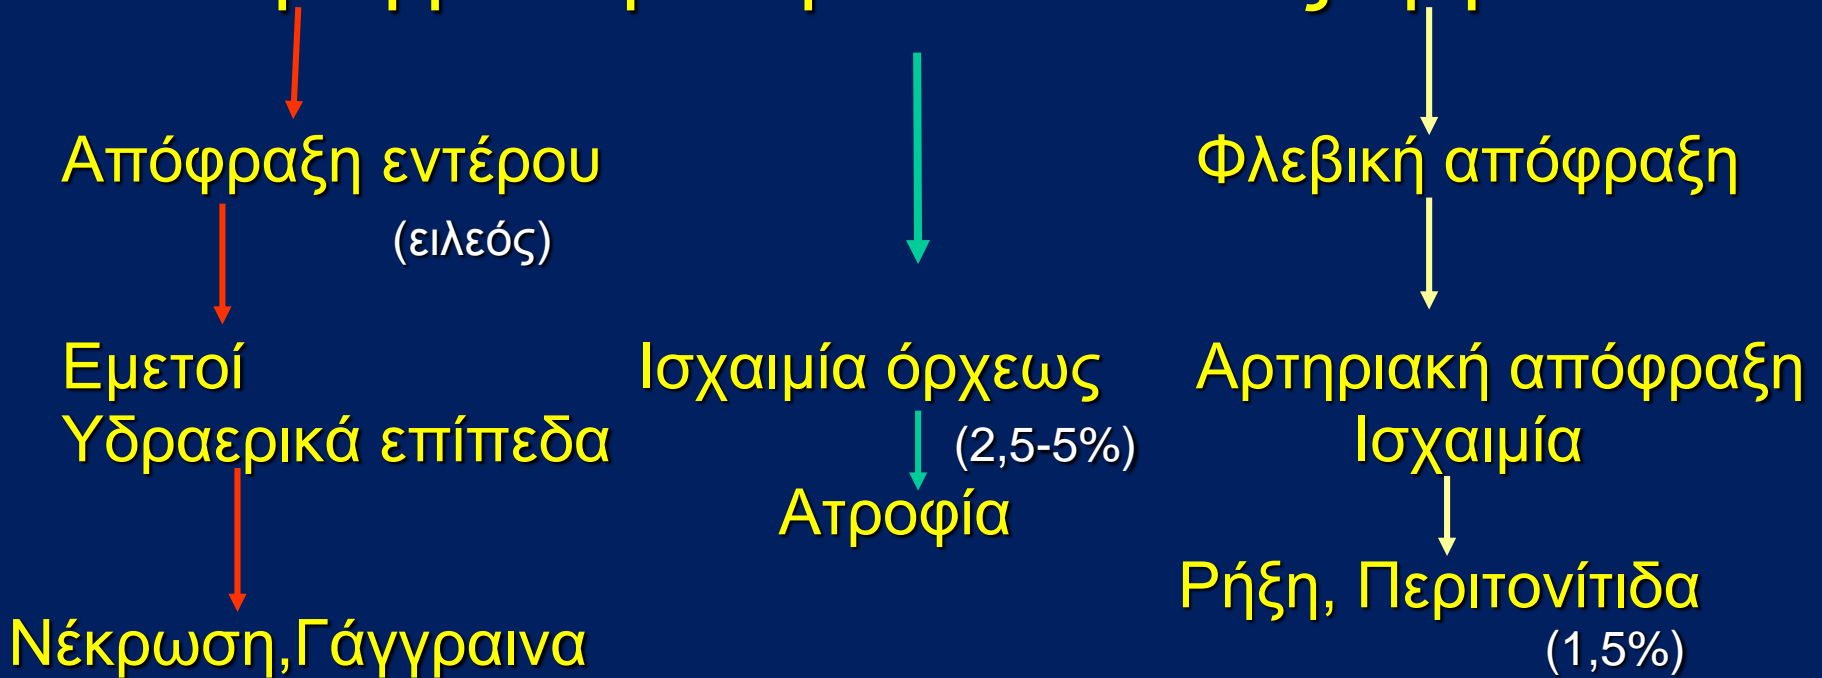 Απόφραξη εντέρου
(ειλεός)
Εμετοί
Υδραερικά επίπεδα
Νέκρωση,Γάγγραινα
Ισχαιμία όρχεως
(2,5-5%)
Ατροφία
Φλεβική απόφραξη
Αρτηριακή απόφραξη
Ισχαιμία
Ρήξη, Περιτονίτιδα
(1,5%)